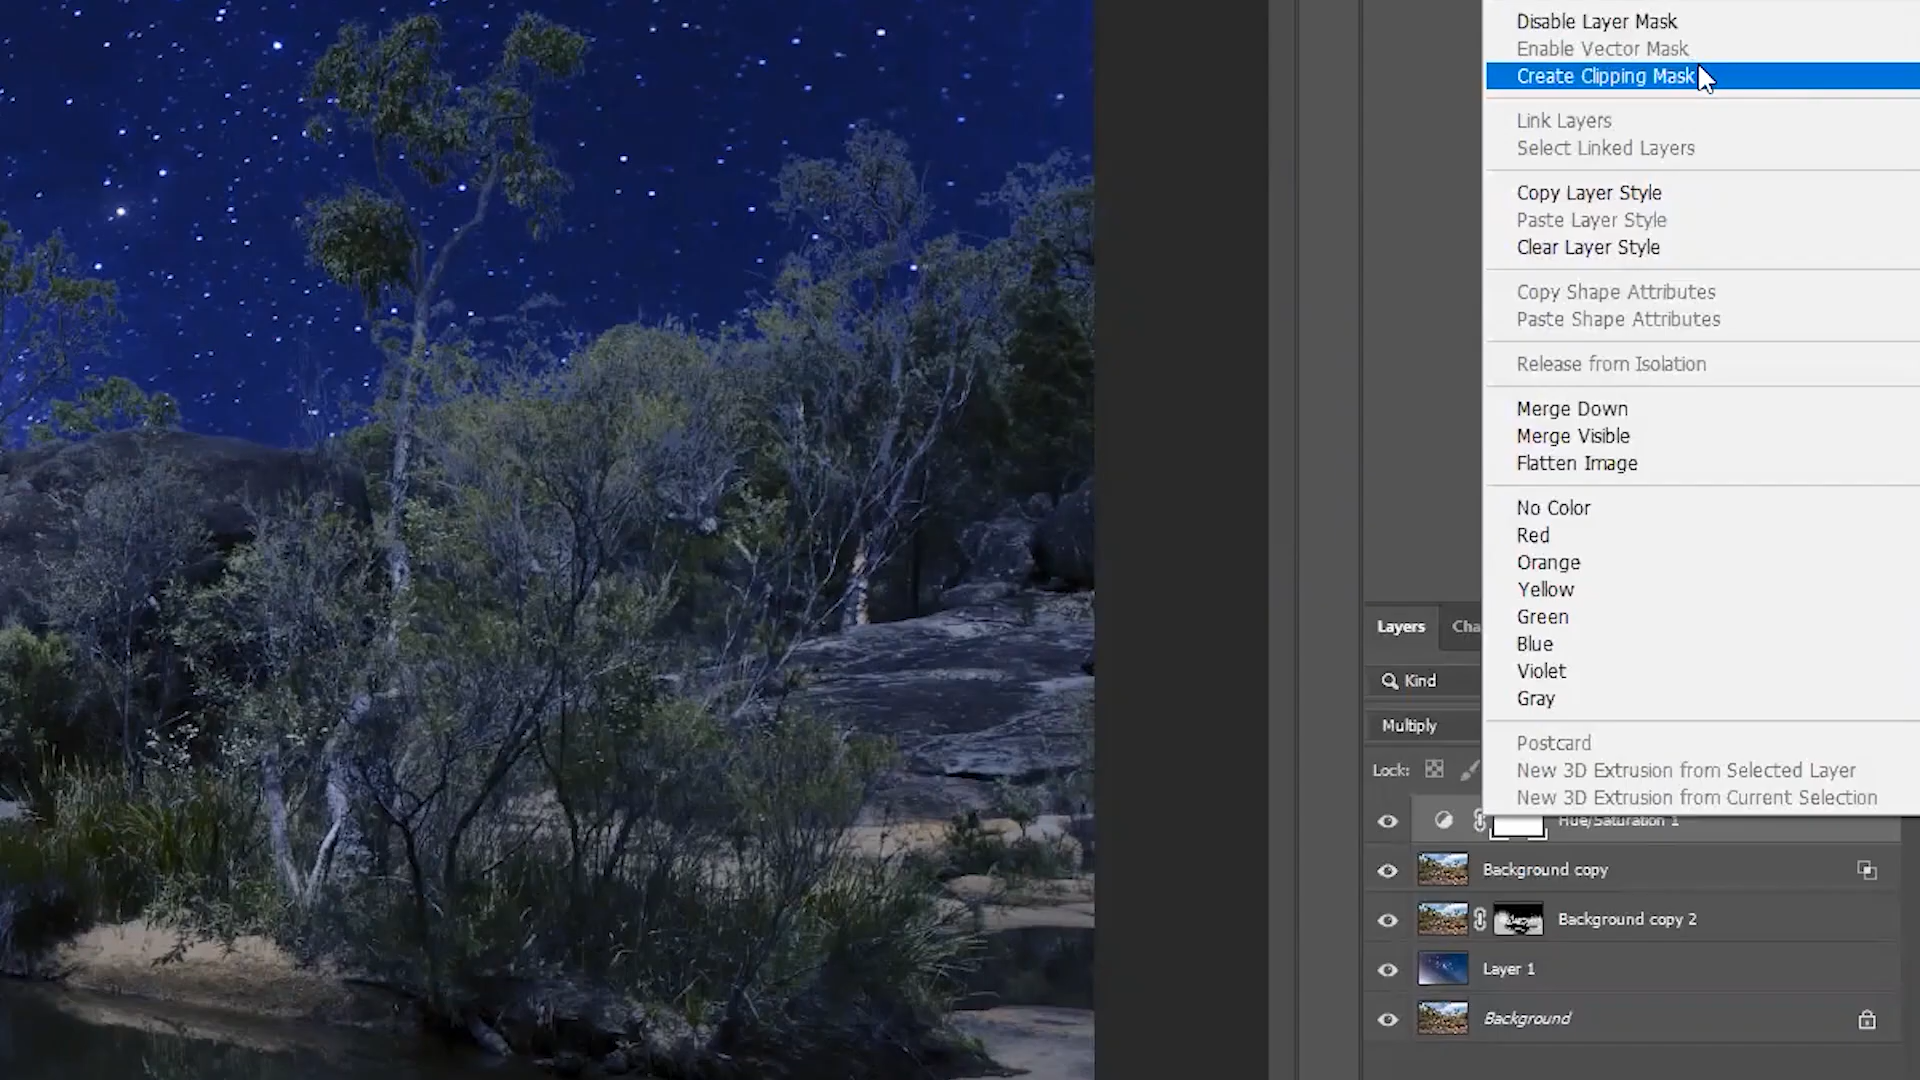 Disable Layer Mask
Enable Vector Mask
Create Clipping Mask
Link Layers
Select Linked Layers
Copy Layer Style
Paste Layer Style
Clear Layer Style
Copy Shape Attributes
Paste Shape Attributes
Release from Isolation
Merge Down
Merge Visible
Flatten Image
No Color
Red
Orange
Yellow
Green
Blue
Violet
Gray
Postcard
New 3D Extrusion from Selected Layer
New 3D Extrusion from Current Selection
Layers Cha
Kind
Multiply
Lock:
Hue/Saturation 1
Background copy
Background copy 2
Layer 1
Background